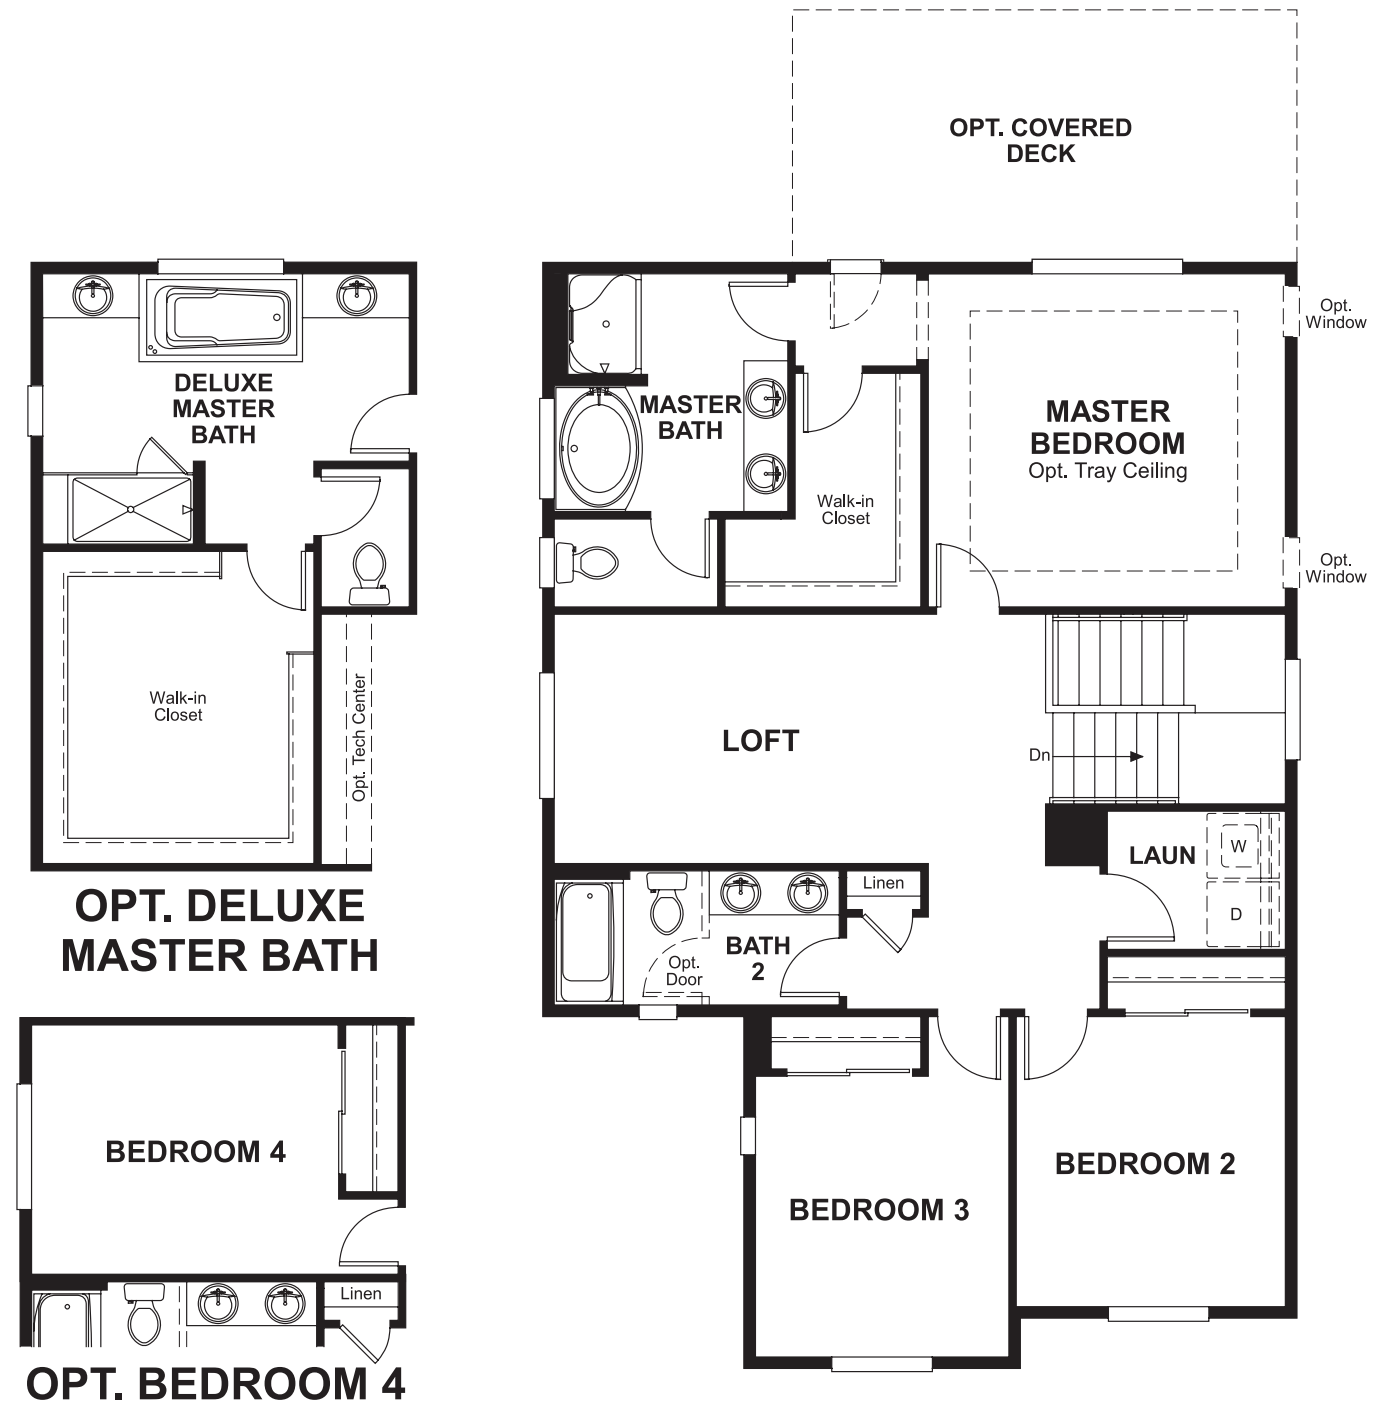 OPT. COVERED
DECK
Opt.
Window
DELUXE
MASTER
BATH
MASTER
BATH
MASTER
BEDROOM
Opt. Tray Ceiling
Walk-in
Closet
Opt.
Window
Walk-in
Closet
Opt. Tech Center
LOFT
Dn
LAUN
W
D
Linen
BATH
2
Opt.
Door
OPT. DELUXE
MASTER BATH
BEDROOM 4
BEDROOM 3
BEDROOM 2
Linen
OPT. BEDROOM 4